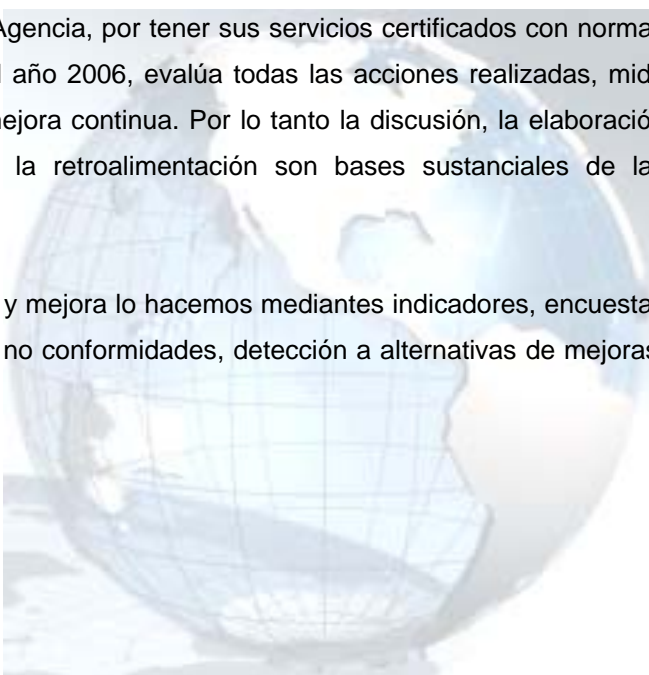 Agencia, por tener sus servicios certificados con norma
año 2006, evalúa todas las acciones realizadas, mid
mejora continua. Por lo tanto la discusión, la elaboració
la retroalimentación son bases sustanciales de la
y mejora lo hacemos mediantes indicadores, encuesta
no conformidades, detección a alternativas de mejoras